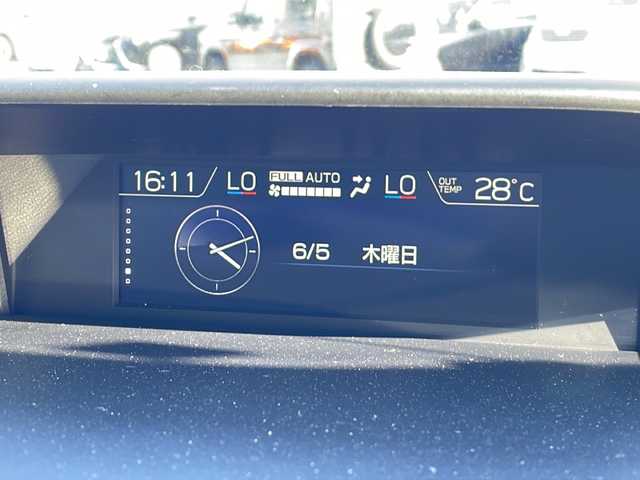 16:11 LO FULL AUTO LO OUT TEMP 28°C
6/5 木曜日